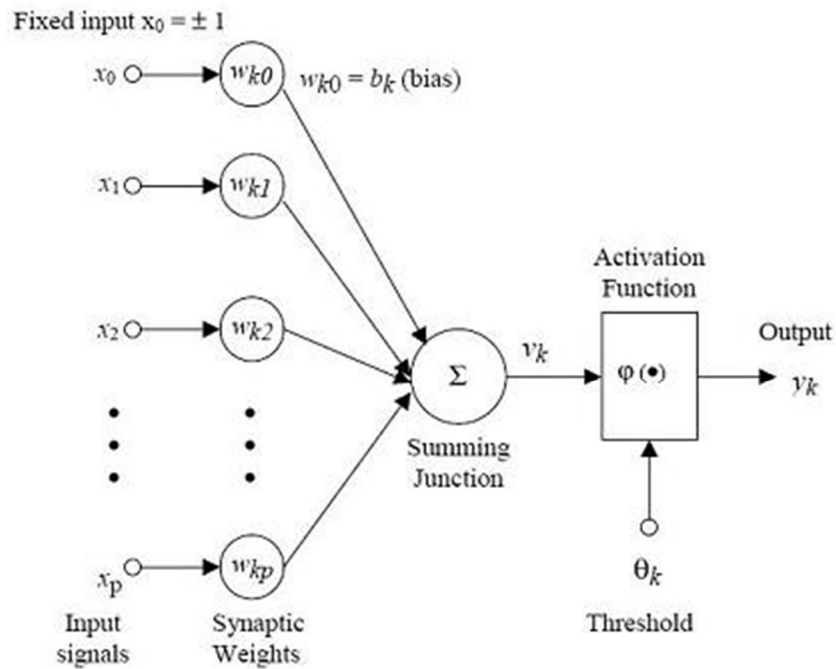 Fixed input x₀ = ± 1
x₀
wk0
wk0 = bk (bias)
x₁
wk1
x₂
wk2
xp
wkp
Input
signals
Synaptic
Weights
Σ
Summing
Junction
vk
Activation
Function
φ (•)
Output
yk
θk
Threshold